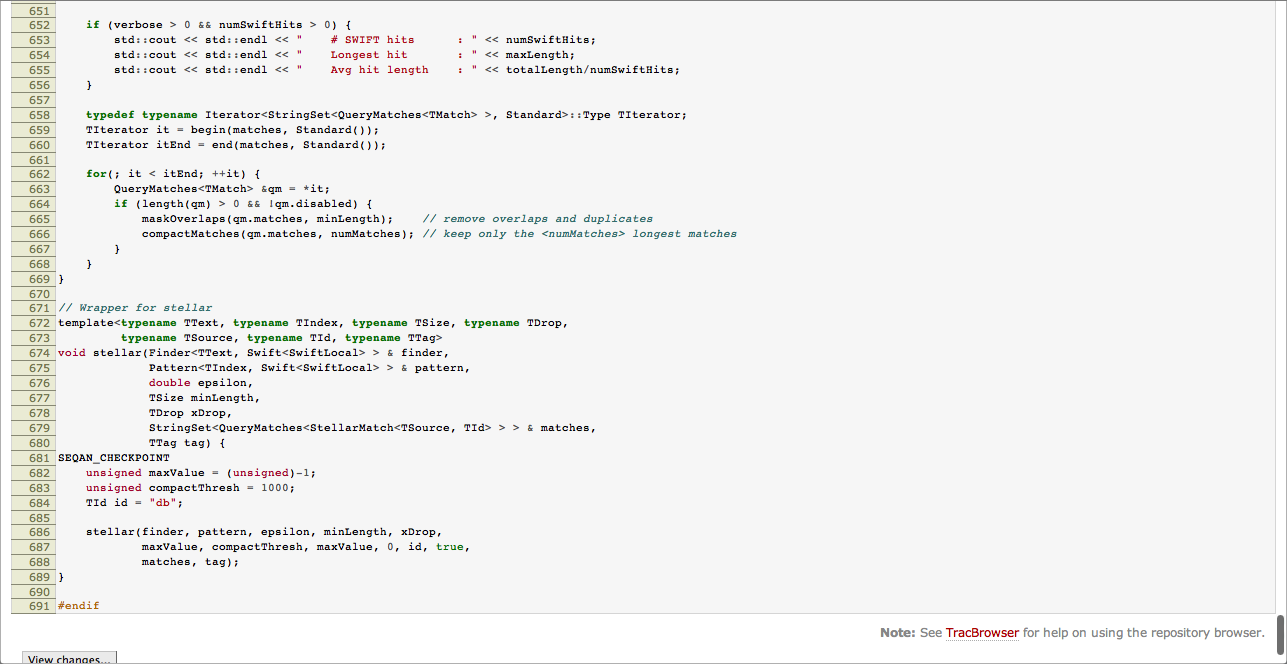 651
652     if (verbose > 0 && numSwiftHits > 0) {
653         std::cout << std::endl << "    # SWIFT hits      : " << numSwiftHits;
654         std::cout << std::endl << "    Longest hit       : " << maxLength;
655         std::cout << std::endl << "    Avg hit length    : " << totalLength/numSwiftHits;
656     }
657
658     typedef typename Iterator<StringSet<QueryMatches<TMatch> >, Standard>::Type TIterator;
659     TIterator it = begin(matches, Standard());
660     TIterator itEnd = end(matches, Standard());
661
662     for(; it < itEnd; ++it) {
663         QueryMatches<TMatch> &qm = *it;
664         if (length(qm) > 0 && !qm.disabled) {
665             maskOverlaps(qm.matches, minLength);    // remove overlaps and duplicates
666             compactMatches(qm.matches, numMatches); // keep only the <numMatches> longest matches
667         }
668     }
669 }
670
671 // Wrapper for stellar
672 template<typename TText, typename TIndex, typename TSize, typename TDrop,
673          typename TSource, typename TId, typename TTag>
674 void stellar(Finder<TText, Swift<SwiftLocal> > & finder,
675              Pattern<TIndex, Swift<SwiftLocal> > & pattern,
676              double epsilon,
677              TSize minLength,
678              TDrop xDrop,
679              StringSet<QueryMatches<StellarMatch<TSource, TId> > > & matches,
680              TTag tag) {
681 SEQAN_CHECKPOINT
682     unsigned maxValue = (unsigned)-1;
683     unsigned compactThresh = 1000;
684     TId id = "db";
685
686     stellar(finder, pattern, epsilon, minLength, xDrop,
687             maxValue, compactThresh, maxValue, 0, id, true,
688             matches, tag);
689 }
690
691 #endif
Note: See TracBrowser for help on using the repository browser.
View changes...